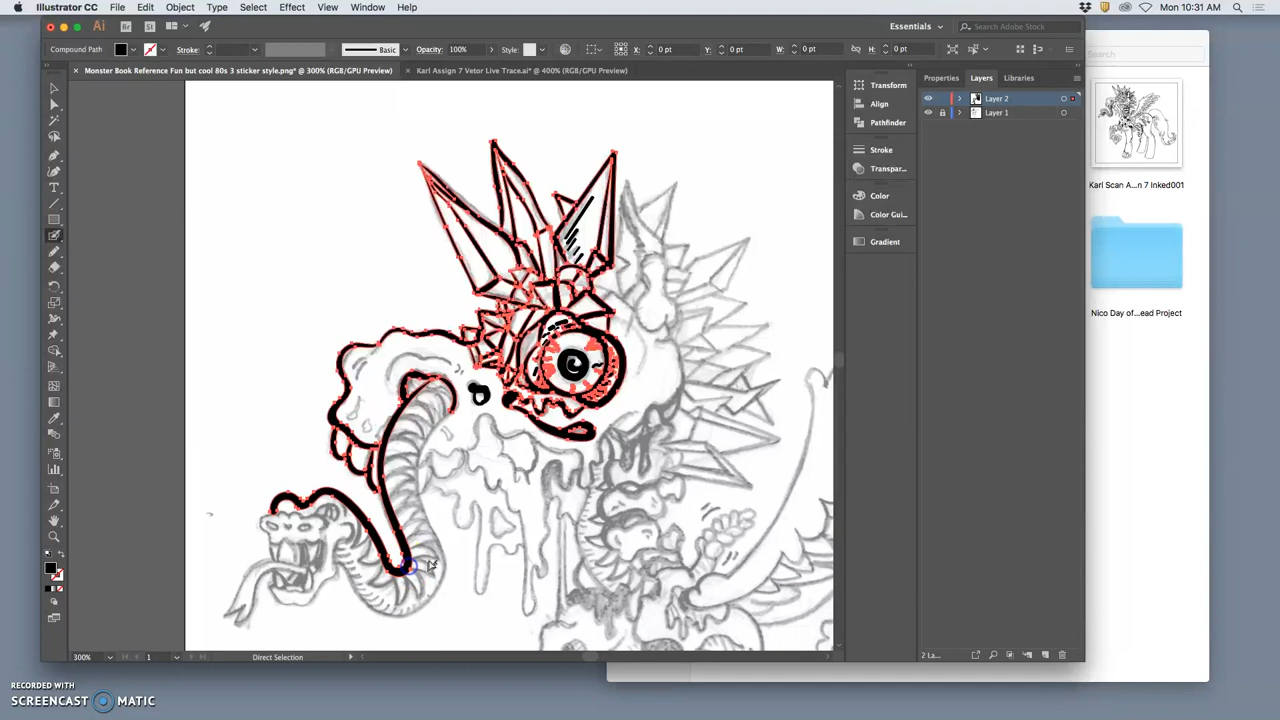 Illustrator CC File Edit Object Type Select Effect View Window Help Mon 10:31 AM
Ai Br St Essentials Search Adobe Stock
Compound Path Stroke: Basic Opacity: 100% Style: X: 0 pt Y: 0 pt W: 0 pt H: 0 pt
Search
× Monster Book Reference Fun but cool 80s 3 sticker style.png* @ 300% (RGB/GPU Preview) × Karl Assign 7 Vetor Live Trace.ai* @ 400% (RGB/GPU Preview)
Properties Layers Libraries
Transform
Align
Pathfinder
Stroke
Transpar...
Color
Color Gui...
Gradient
Layer 2
Layer 1
Karl Scan A...n 7 Inked001
Nico Day of...ead Project
300% 1 Direct Selection
2 La...
RECORDED WITH
SCREENCAST MATIC